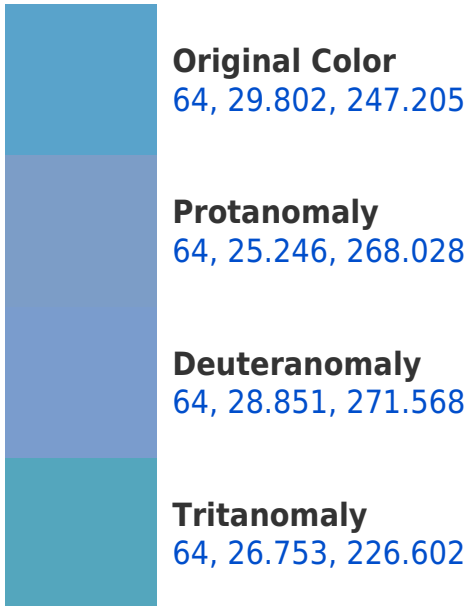 Original Color
64, 29.802, 247.205
Protanomaly
64, 25.246, 268.028
Deuteranomaly
64, 28.851, 271.568
Tritanomaly
64, 26.753, 226.602